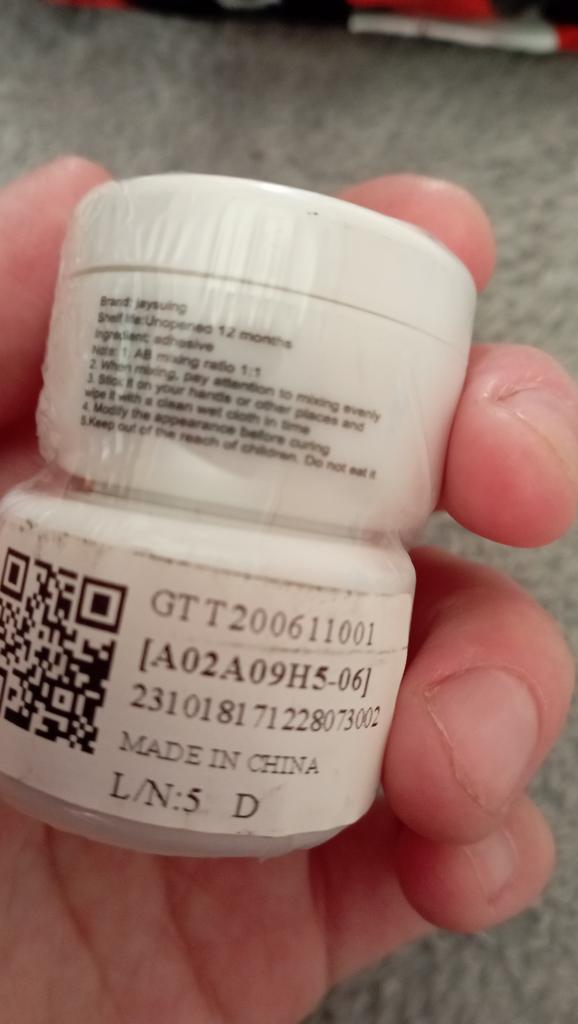 Brand: jaysuing
Shelf life:Unopened 12 months
Ingredient: adhesive
Note: 1. AB mixing ratio 1:1
2. When mixing, pay attention to mixing evenly
3. Stick it on your hands or other places and
wipe it with a clean wet cloth in time
4. Modify the appearance before curing
5.Keep out of the reach of children. Do not eat it
GTT200611001
[A02A09H5-06]
231018171228073002
MADE IN CHINA
L/N:5 D